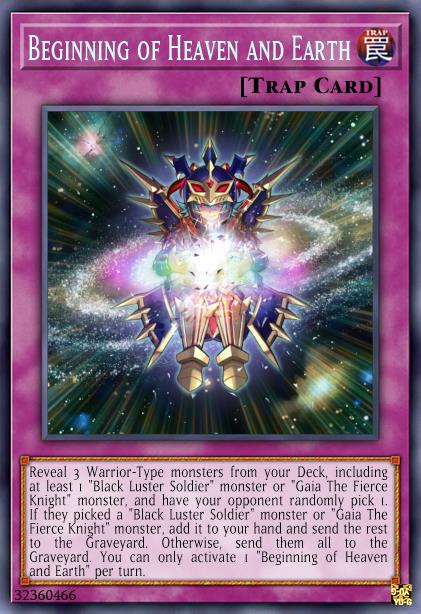 Beginning of Heaven and Earth
TRAP
罠
[Trap Card]
Reveal 3 Warrior-Type monsters from your Deck, including
at least 1 "Black Luster Soldier" monster or "Gaia The Fierce
Knight" monster, and have your opponent randomly pick 1.
If they picked a "Black Luster Soldier" monster or "Gaia The
Fierce Knight" monster, add it to your hand and send the rest
to the Graveyard. Otherwise, send them all to the
Graveyard. You can only activate 1 "Beginning of Heaven
and Earth" per turn.
32360466